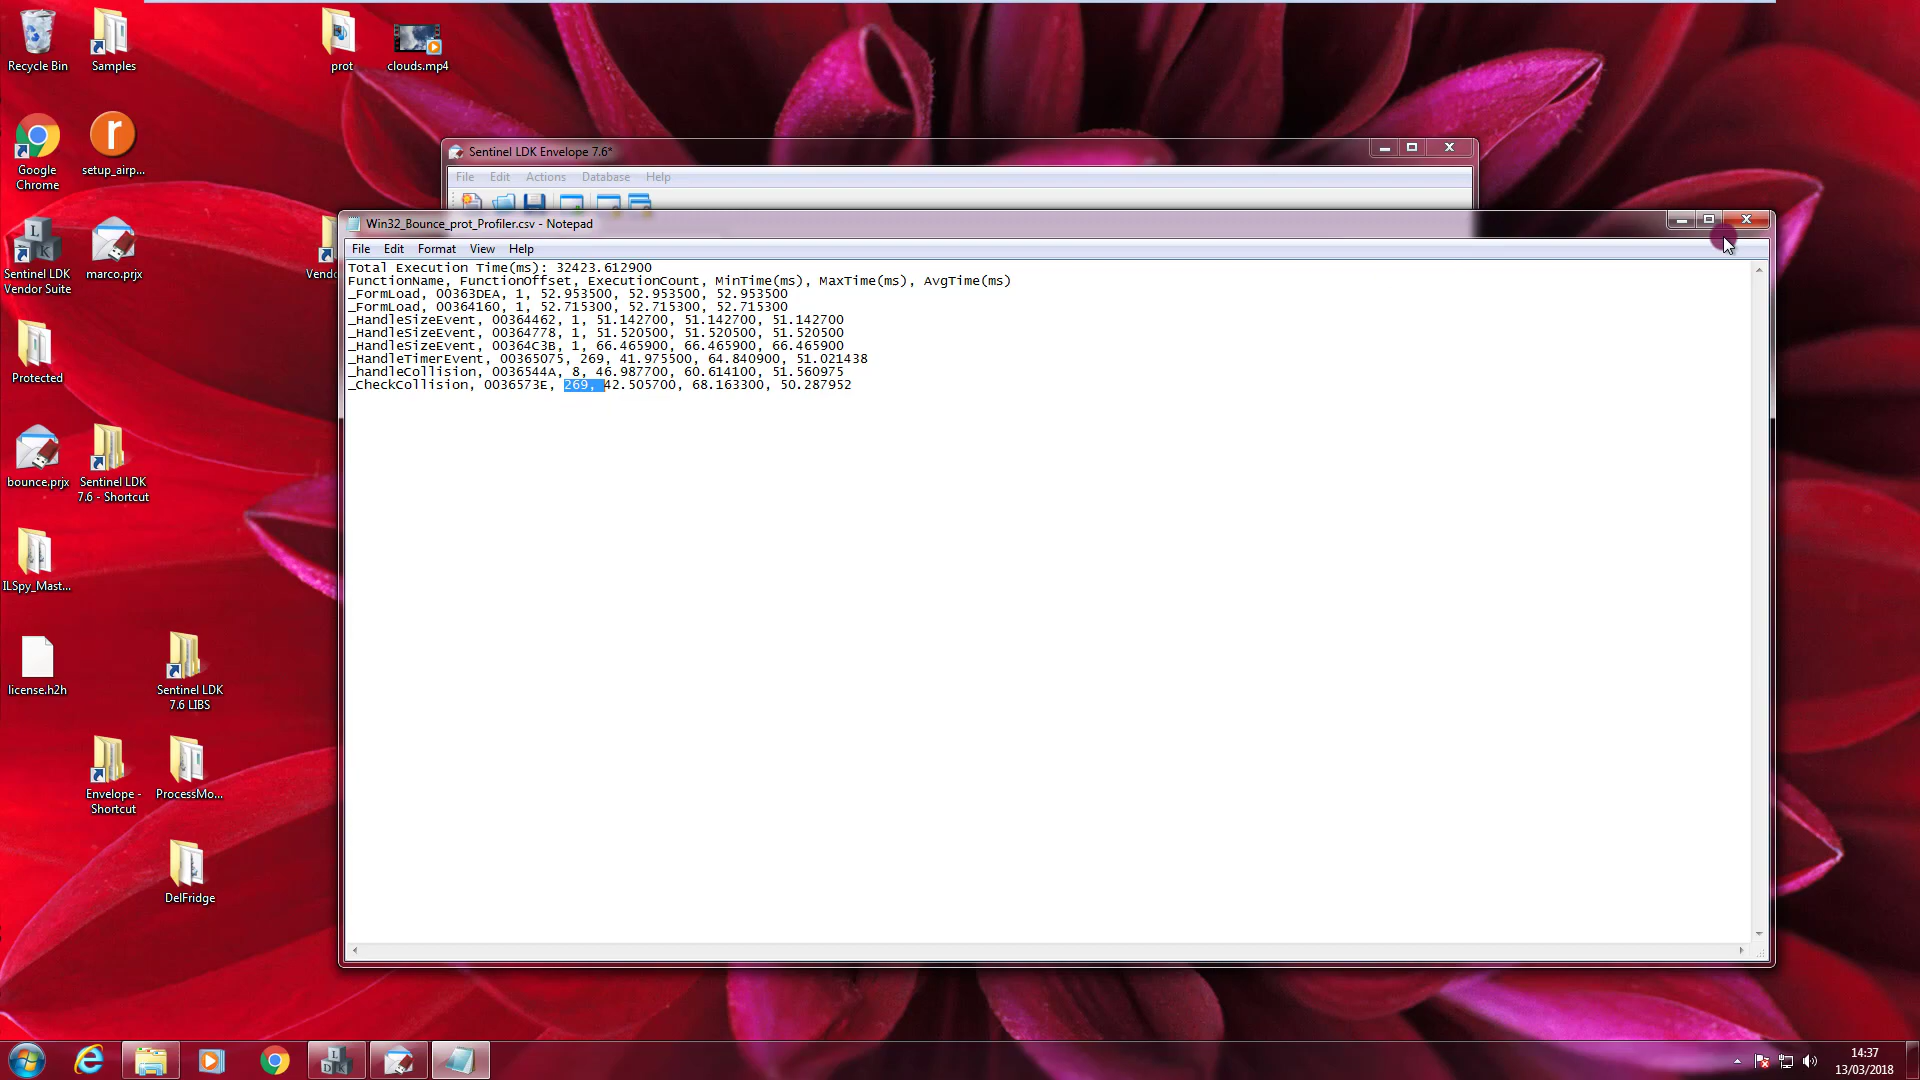 Recycle Bin
Samples
prot
clouds.mp4
Google
Chrome
setup_airp...
Sentinel LDK
Vendor Suite
marco.prjx
Vendo
Protected
bounce.prjx
Sentinel LDK
7.6 - Shortcut
ILSpy_Mast...
license.h2h
Sentinel LDK
7.6 LIBS
Envelope -
Shortcut
ProcessMo...
DelFridge
Sentinel LDK Envelope 7.6*
File Edit Actions Database Help
Win32_Bounce_prot_Profiler.csv - Notepad
File Edit Format View Help
Total Execution Time(ms): 32423.612900
FunctionName, FunctionOffset, ExecutionCount, MinTime(ms), MaxTime(ms), AvgTime(ms)
_FormLoad, 00363DEA, 1, 52.953500, 52.953500, 52.953500
_FormLoad, 00364160, 1, 52.715300, 52.715300, 52.715300
_HandleSizeEvent, 00364462, 1, 51.142700, 51.142700, 51.142700
_HandleSizeEvent, 00364778, 1, 51.520500, 51.520500, 51.520500
_HandleSizeEvent, 00364C3B, 1, 66.465900, 66.465900, 66.465900
_HandleTimerEvent, 00365075, 269, 41.975500, 64.840900, 51.021438
_handleCollision, 0036544A, 8, 46.987700, 60.614100, 51.560975
_CheckCollision, 0036573E, 269, 42.505700, 68.163300, 50.287952
L
D K
14:37
13/03/2018